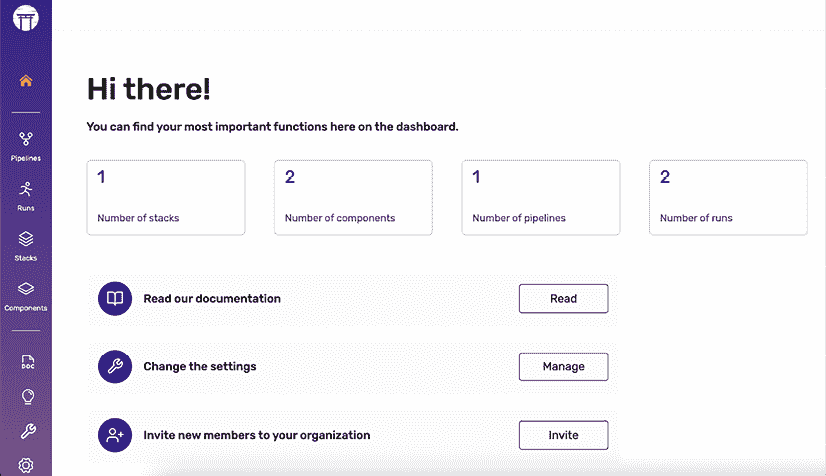 Hi there!
You can find your most important functions here on the dashboard.
1
Number of stacks
2
Number of components
1
Number of pipelines
2
Number of runs
Pipelines
Runs
Stacks
Components
DOC
Read our documentation
Read
Change the settings
Manage
Invite new members to your organization
Invite